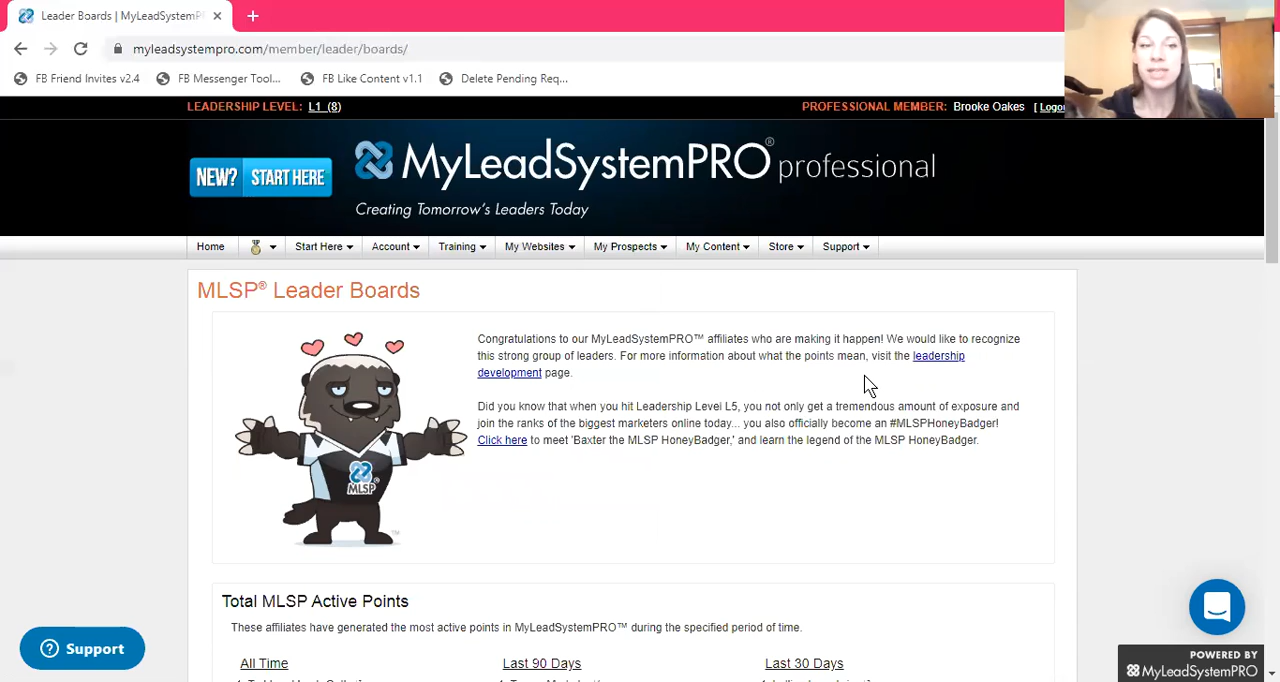 Leader Boards | MyLeadSystemP
myleadsystempro.com/member/leader/boards/
FB Friend Invites v2.4 FB Messenger Tool... FB Like Content v1.1 Delete Pending Req...
LEADERSHIP LEVEL: L1 (8) PROFESSIONAL MEMBER: Brooke Oakes [ Logou
NEW? START HERE
MyLeadSystemPRO® professional
Creating Tomorrow's Leaders Today
Home Start Here Account Training My Websites My Prospects My Content Store Support
MLSP® Leader Boards
Congratulations to our MyLeadSystemPRO™ affiliates who are making it happen! We would like to recognize
this strong group of leaders. For more information about what the points mean, visit the leadership
development page.
Did you know that when you hit Leadership Level L5, you not only get a tremendous amount of exposure and
join the ranks of the biggest marketers online today... you also officially become an #MLSPHoneyBadger!
Click here to meet 'Baxter the MLSP HoneyBadger,' and learn the legend of the MLSP HoneyBadger.
MLSP
™
Total MLSP Active Points
These affiliates have generated the most active points in MyLeadSystemPRO™ during the specified period of time.
All Time Last 90 Days Last 30 Days
Support
POWERED BY
MyLeadSystemPRO